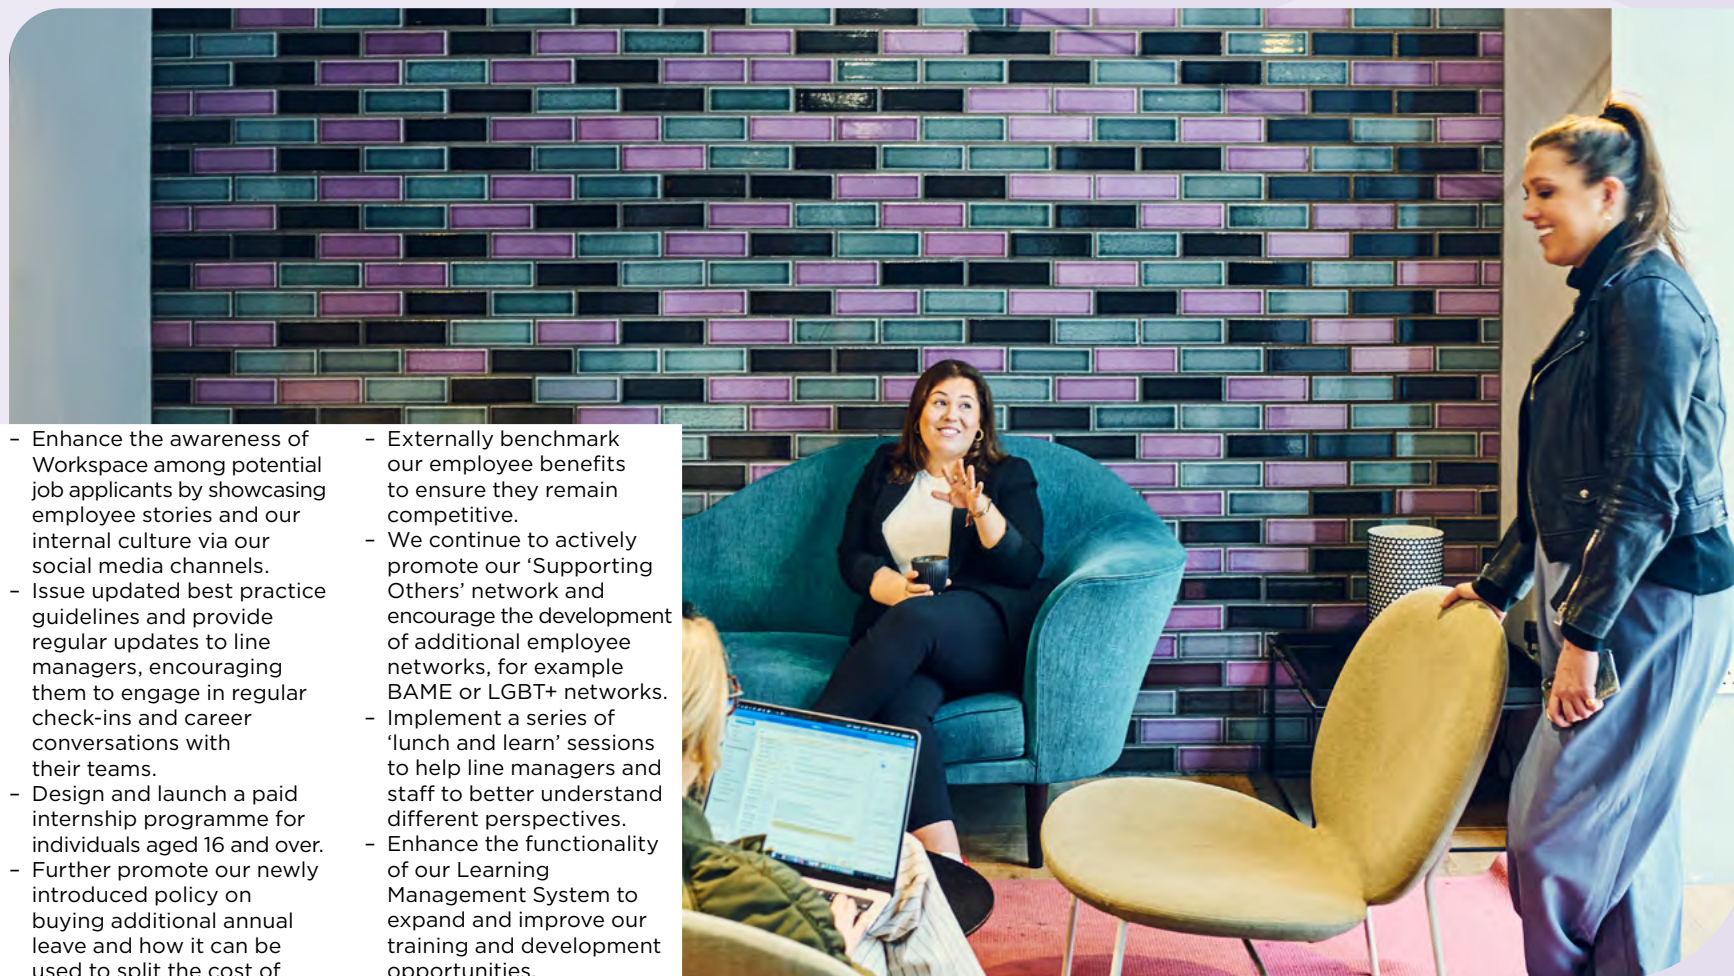 – Enhance the awareness of
Workspace among potential
job applicants by showcasing
employee stories and our
internal culture via our
social media channels.
– Issue updated best practice
guidelines and provide
regular updates to line
managers, encouraging
them to engage in regular
check-ins and career
conversations with
their teams.
– Design and launch a paid
internship programme for
individuals aged 16 and over.
– Further promote our newly
introduced policy on
buying additional annual
leave and how it can be
used to split the cost of
– Externally benchmark
our employee benefits
to ensure they remain
competitive.
– We continue to actively
promote our ‘Supporting
Others’ network and
encourage the development
of additional employee
networks, for example
BAME or LGBT+ networks.
– Implement a series of
‘lunch and learn’ sessions
to help line managers and
staff to better understand
different perspectives.
– Enhance the functionality
of our Learning
Management System to
expand and improve our
training and development
opportunities.